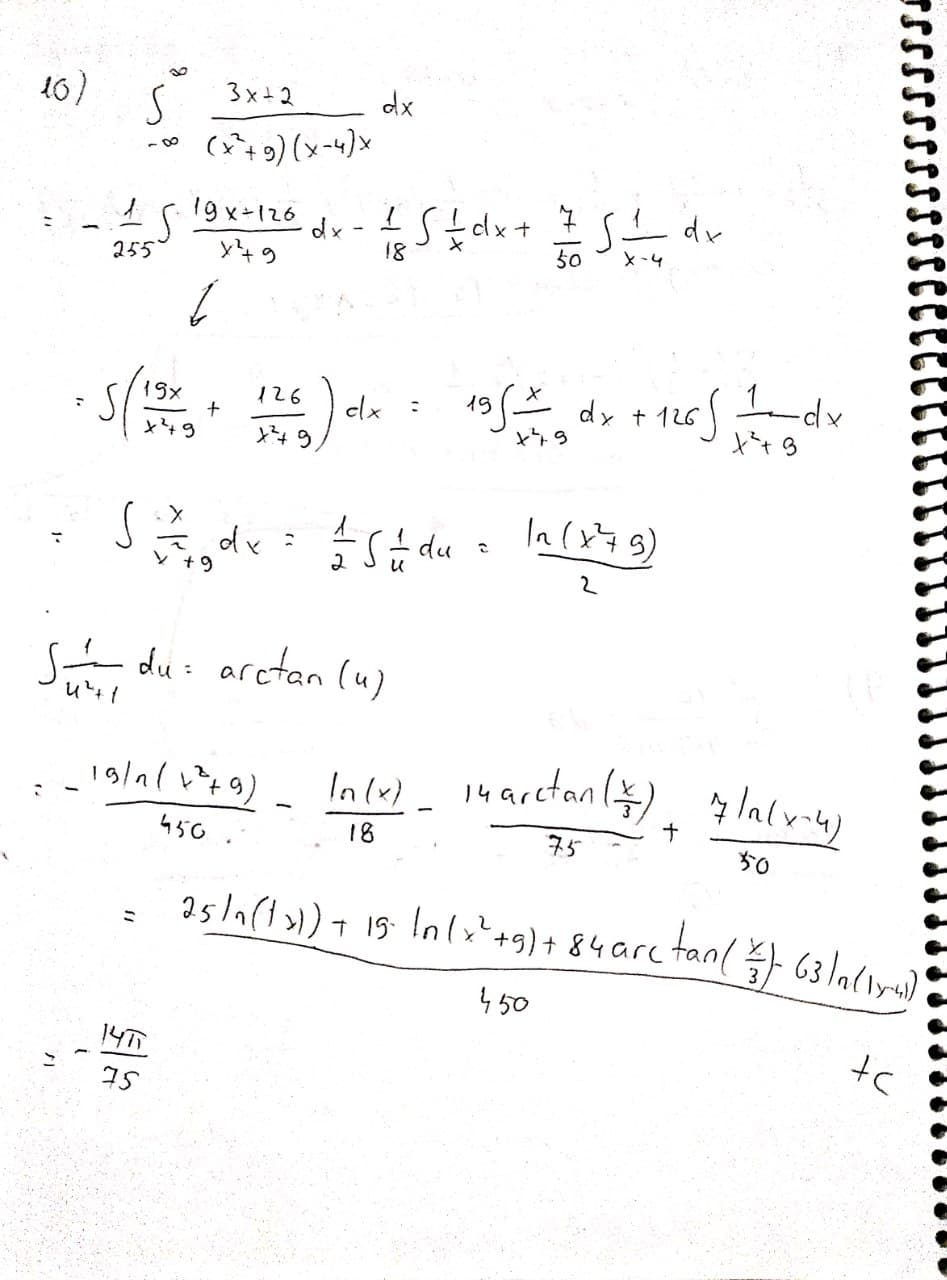 10) ∫_{-∞}^{∞} (3x+2)/((x²+9)(x-4)x) dx
= - 1/255 ∫ (19x+126)/(x²+9) dx - 1/18 ∫ 1/x dx + 7/50 ∫ 1/(x-4) dx
= ∫ (19x/(x²+9) + 126/(x²+9)) dx = 19∫ x/(x²+9) dx + 126∫ 1/(x²+9) dx
= ∫ x/(x²+9) dx = 1/2 ∫ 1/u du = ln(x²+9)/2
∫ 1/(u²+1) du = arctan(u)
= - 19ln(x²+9)/450 - ln(x)/18 - 14arctan(x/3)/75 + 7ln(x-4)/50
= (25ln(|x|) + 19·ln(x²+9) + 84arctan(x/3) - 63ln(|x-4|))/450 +C
= - 14π/75